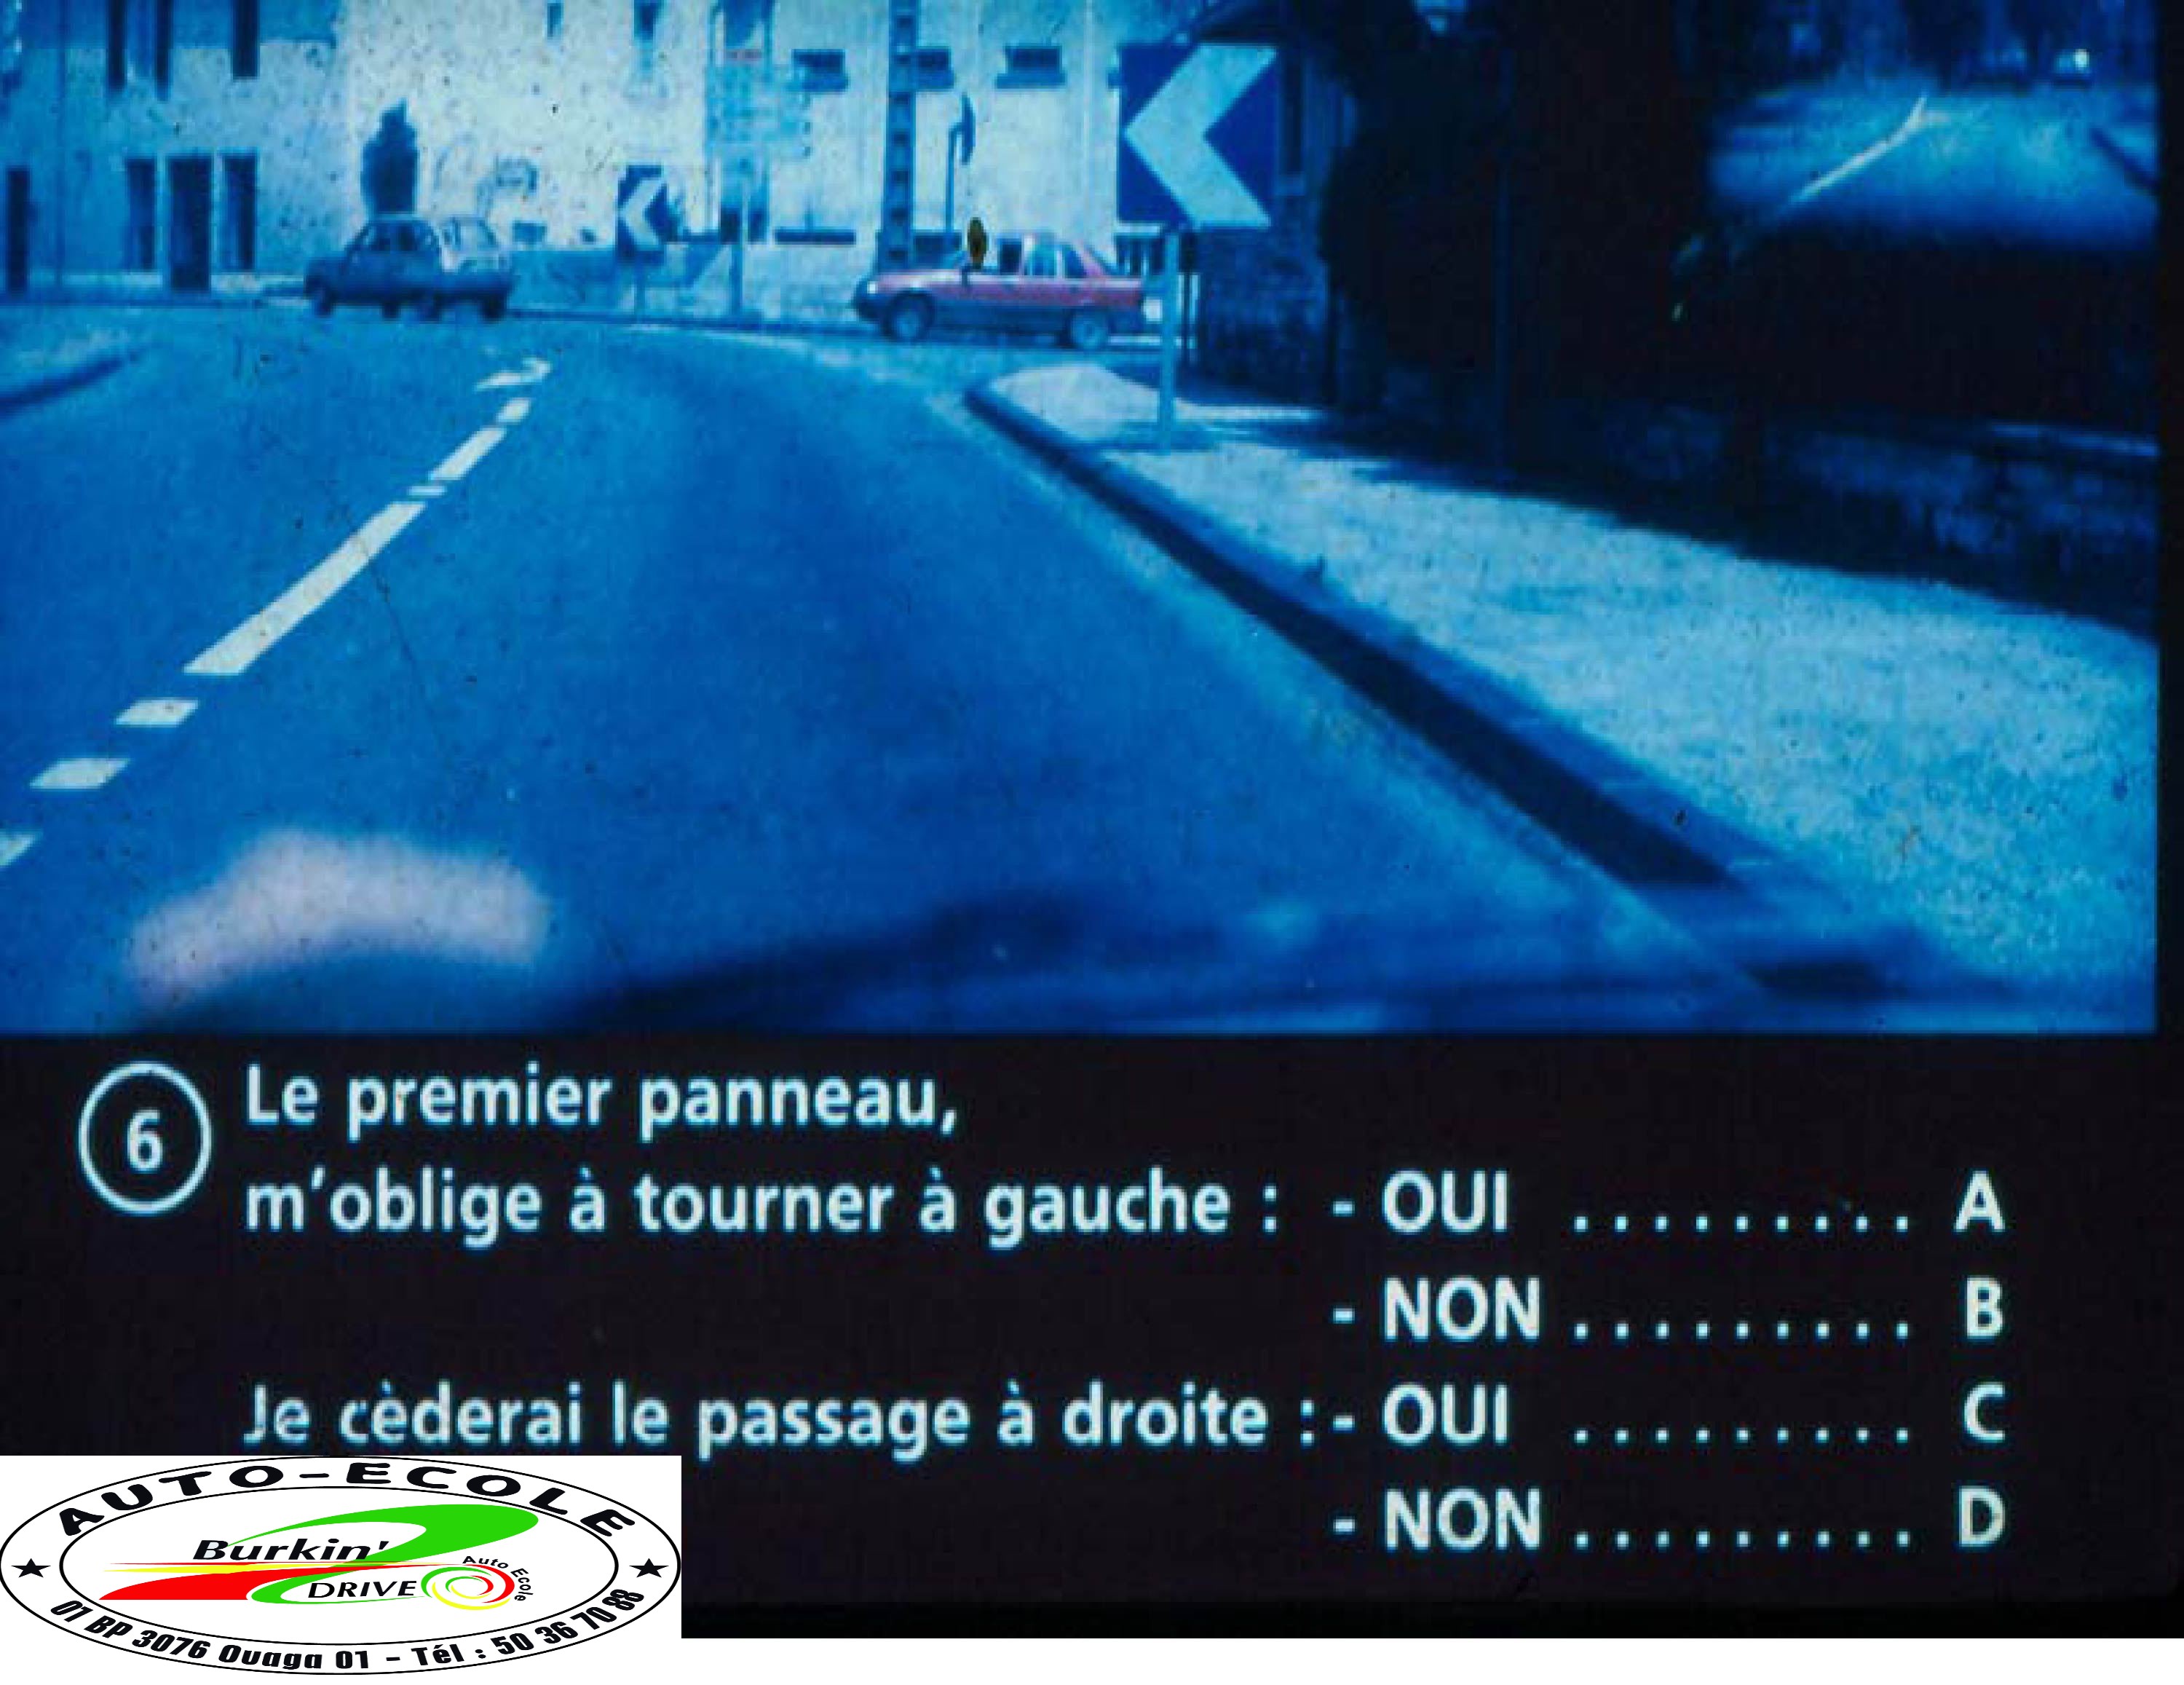 6
Le premier panneau,
m'oblige à tourner à gauche : - OUI ......... A
- NON ......... B
Je cèderai le passage à droite : - OUI ......... C
- NON ......... D
AUTO-ECOLE
Burkin'
DRIVE
Auto Ecole
01 BP 3076 Ouaga 01 - Tél : 50 36 70 88